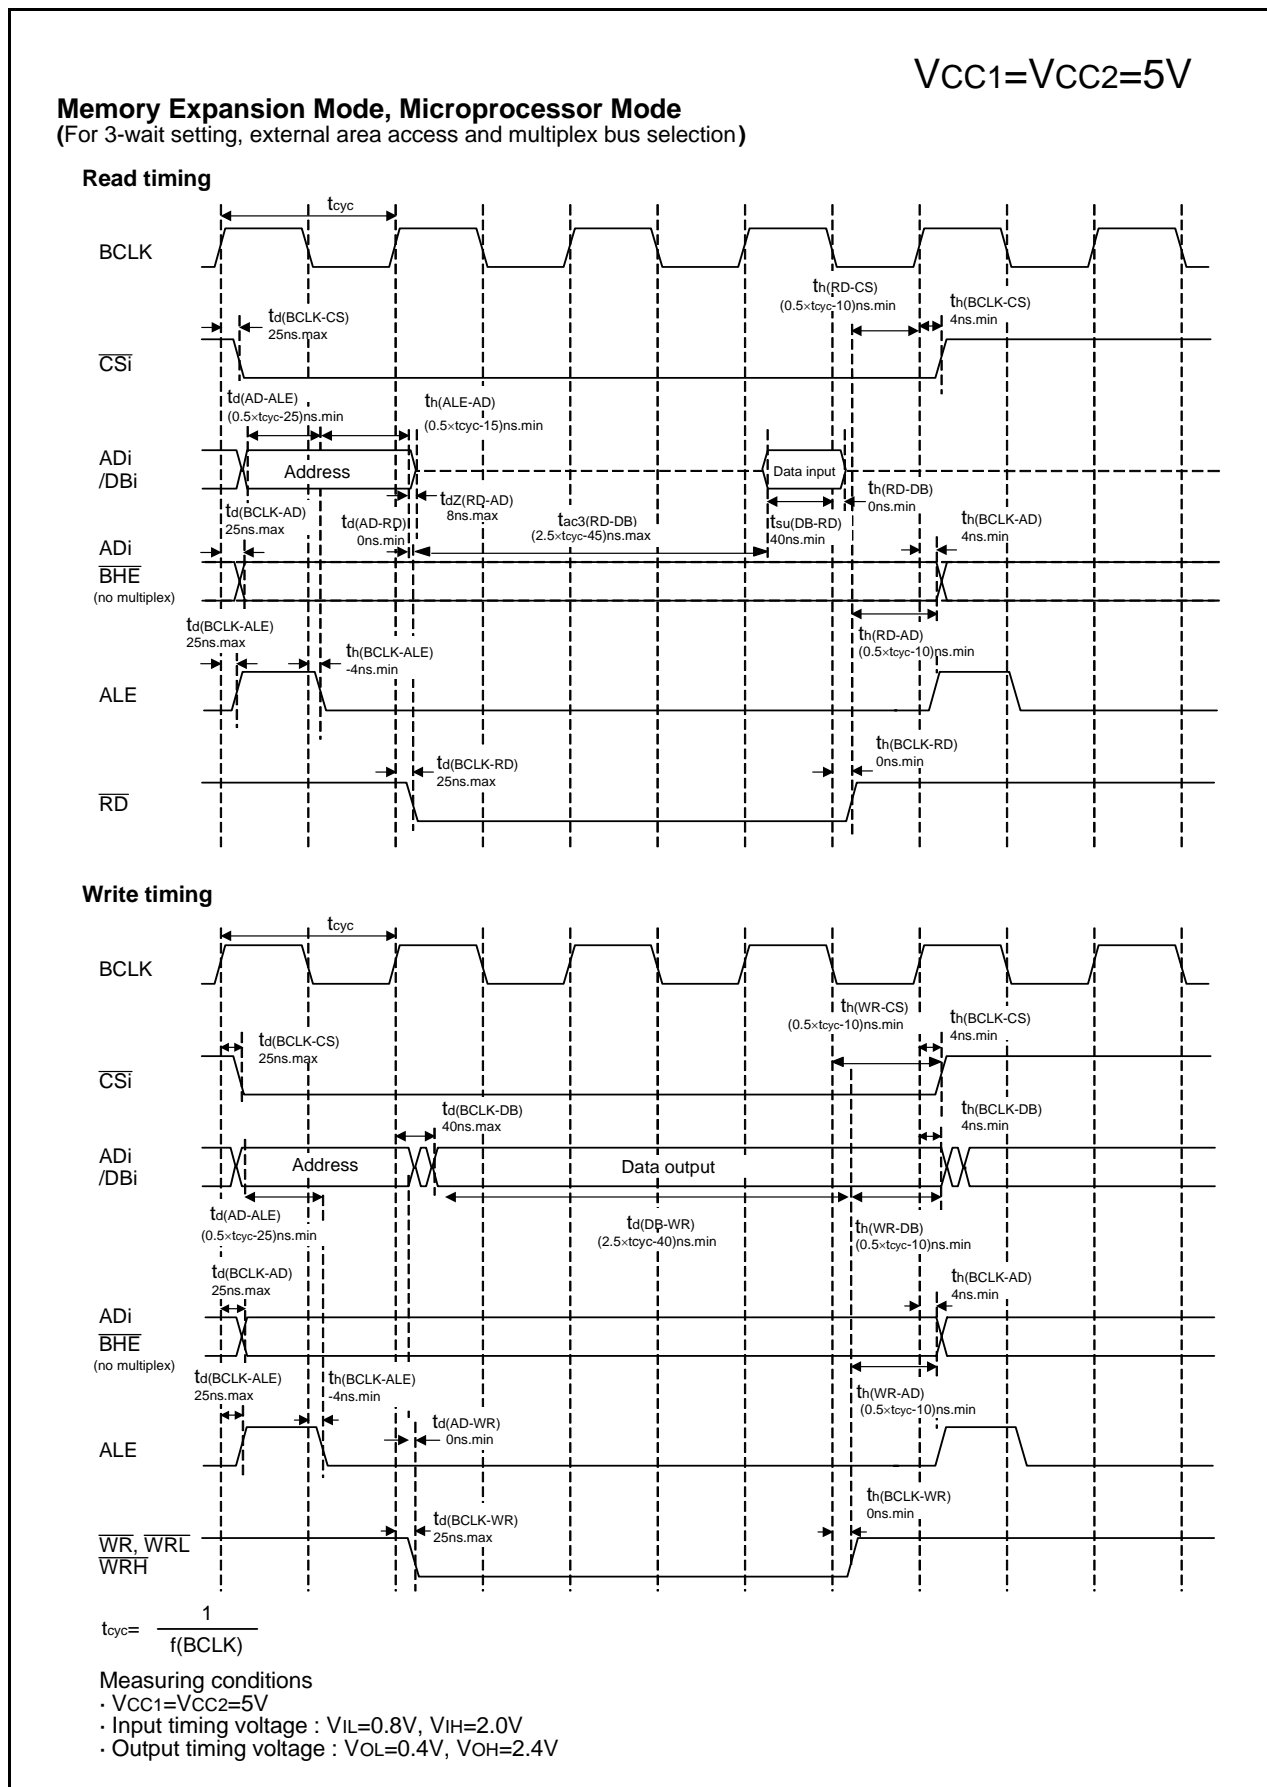 VCC1=VCC2=5V
Memory Expansion Mode, Microprocessor Mode
(For 3-wait setting, external area access and multiplex bus selection)
Read timing
tcyc
BCLK
th(RD-CS)
(0.5×tcyc-10)ns.min
th(BCLK-CS)
4ns.min
td(BCLK-CS)
25ns.max
CSi
td(AD-ALE)
(0.5×tcyc-25)ns.min
th(ALE-AD)
(0.5×tcyc-15)ns.min
ADi
/DBi
Address
Data input
td(BCLK-AD)
25ns.max
td(AD-RD)
0ns.min
tdZ(RD-AD)
8ns.max
tac3(RD-DB)
(2.5×tcyc-45)ns.max
tsu(DB-RD)
40ns.min
th(RD-DB)
0ns.min
th(BCLK-AD)
4ns.min
ADi
BHE
(no multiplex)
td(BCLK-ALE)
25ns.max
th(BCLK-ALE)
-4ns.min
th(RD-AD)
(0.5×tcyc-10)ns.min
ALE
td(BCLK-RD)
25ns.max
th(BCLK-RD)
0ns.min
RD
Write timing
tcyc
BCLK
th(WR-CS)
(0.5×tcyc-10)ns.min
th(BCLK-CS)
4ns.min
td(BCLK-CS)
25ns.max
CSi
td(BCLK-DB)
40ns.max
th(BCLK-DB)
4ns.min
ADi
/DBi
Address
Data output
td(AD-ALE)
(0.5×tcyc-25)ns.min
td(DB-WR)
(2.5×tcyc-40)ns.min
th(WR-DB)
(0.5×tcyc-10)ns.min
td(BCLK-AD)
25ns.max
th(BCLK-AD)
4ns.min
ADi
BHE
(no multiplex)
td(BCLK-ALE)
25ns.max
th(BCLK-ALE)
-4ns.min
th(WR-AD)
(0.5×tcyc-10)ns.min
td(AD-WR)
0ns.min
ALE
td(BCLK-WR)
25ns.max
th(BCLK-WR)
0ns.min
WR, WRL
WRH
tcyc= 1
f(BCLK)
Measuring conditions
· VCC1=VCC2=5V
· Input timing voltage : VIL=0.8V, VIH=2.0V
· Output timing voltage : VOL=0.4V, VOH=2.4V